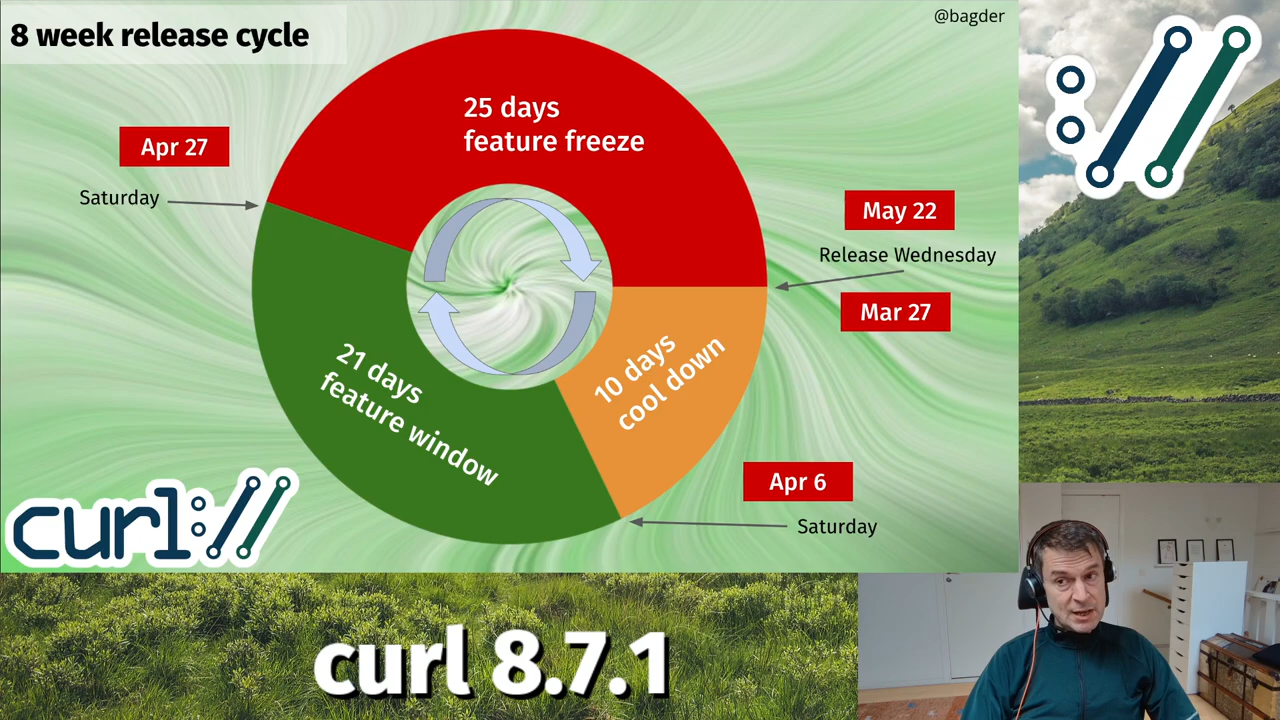 8 week release cycle
@bagder
25 days
feature freeze
Apr 27
Saturday
May 22
Release Wednesday
Mar 27
10 days
cool down
21 days
feature window
Apr 6
Saturday
curl://
://
curl 8.7.1